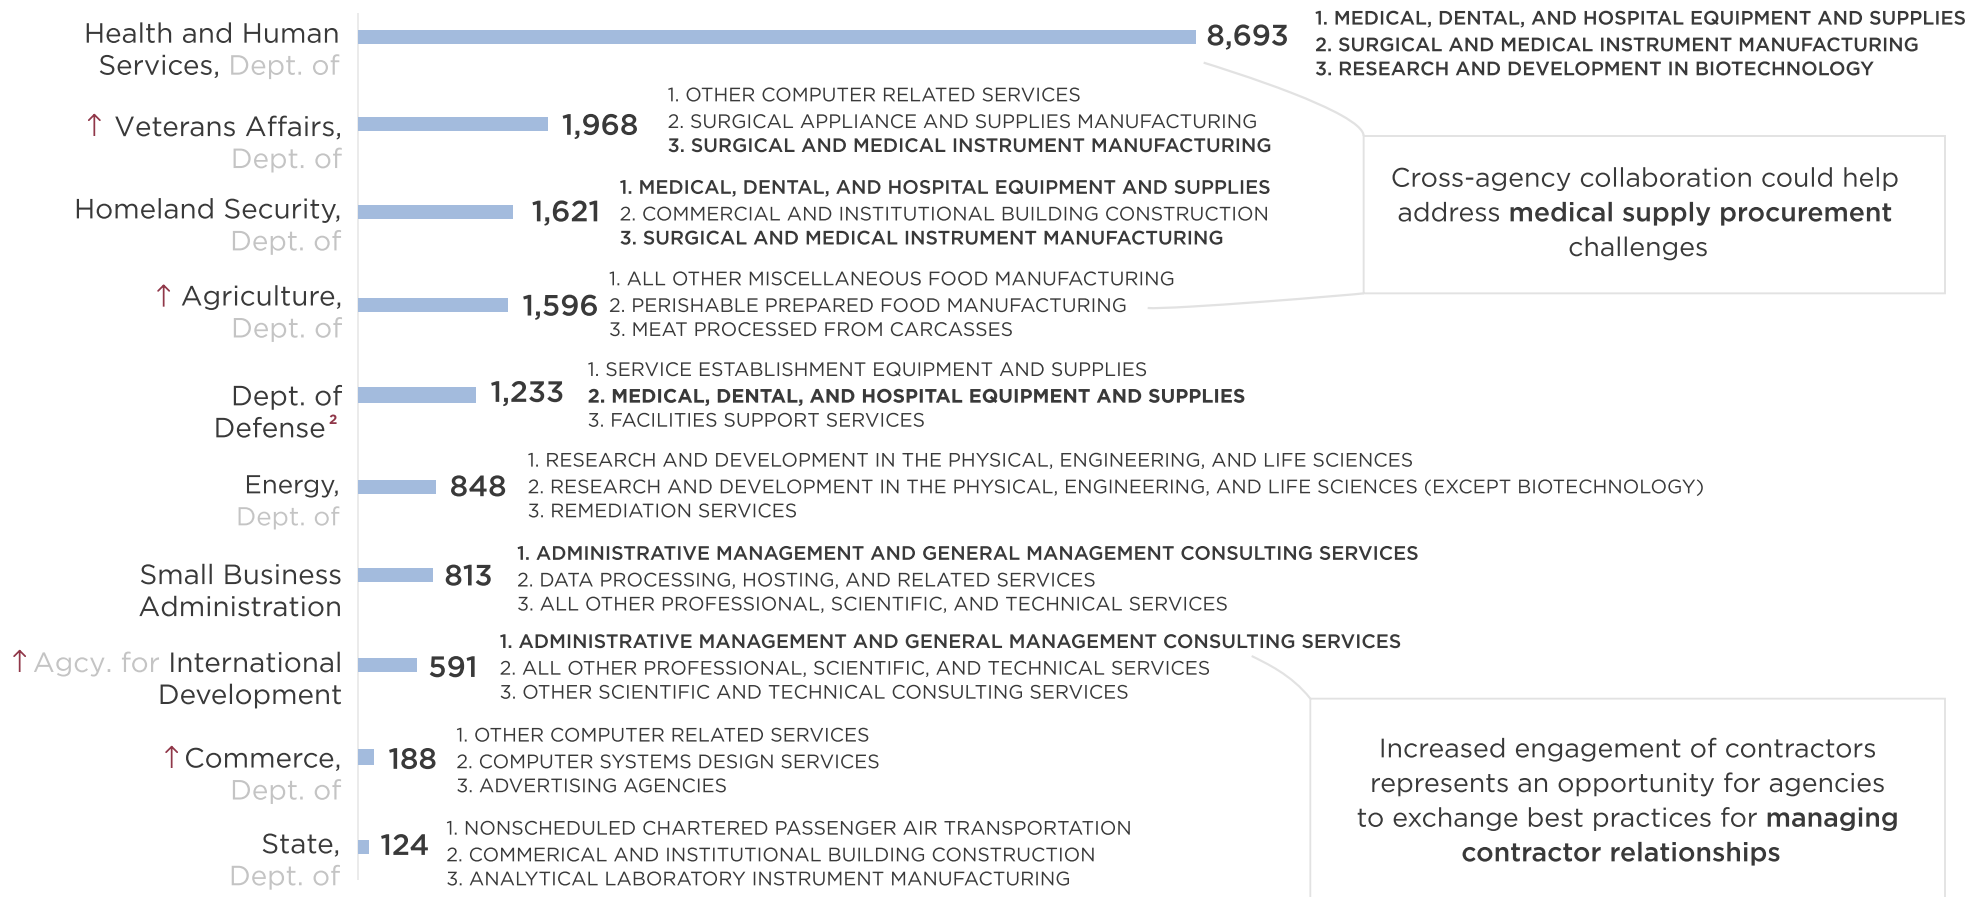 Health and Human
Services, Dept. of
8,693
1. MEDICAL, DENTAL, AND HOSPITAL EQUIPMENT AND SUPPLIES
2. SURGICAL AND MEDICAL INSTRUMENT MANUFACTURING
3. RESEARCH AND DEVELOPMENT IN BIOTECHNOLOGY
↑ Veterans Affairs,
Dept. of
1,968
1. OTHER COMPUTER RELATED SERVICES
2. SURGICAL APPLIANCE AND SUPPLIES MANUFACTURING
3. SURGICAL AND MEDICAL INSTRUMENT MANUFACTURING
Homeland Security,
Dept. of
1,621
1. MEDICAL, DENTAL, AND HOSPITAL EQUIPMENT AND SUPPLIES
2. COMMERCIAL AND INSTITUTIONAL BUILDING CONSTRUCTION
3. SURGICAL AND MEDICAL INSTRUMENT MANUFACTURING
Cross-agency collaboration could help
address medical supply procurement
challenges
↑ Agriculture,
Dept. of
1,596
1. ALL OTHER MISCELLANEOUS FOOD MANUFACTURING
2. PERISHABLE PREPARED FOOD MANUFACTURING
3. MEAT PROCESSED FROM CARCASSES
Dept. of
Defense²
1,233
1. SERVICE ESTABLISHMENT EQUIPMENT AND SUPPLIES
2. MEDICAL, DENTAL, AND HOSPITAL EQUIPMENT AND SUPPLIES
3. FACILITIES SUPPORT SERVICES
Energy,
Dept. of
848
1. RESEARCH AND DEVELOPMENT IN THE PHYSICAL, ENGINEERING, AND LIFE SCIENCES
2. RESEARCH AND DEVELOPMENT IN THE PHYSICAL, ENGINEERING, AND LIFE SCIENCES (EXCEPT BIOTECHNOLOGY)
3. REMEDIATION SERVICES
Small Business
Administration
813
1. ADMINISTRATIVE MANAGEMENT AND GENERAL MANAGEMENT CONSULTING SERVICES
2. DATA PROCESSING, HOSTING, AND RELATED SERVICES
3. ALL OTHER PROFESSIONAL, SCIENTIFIC, AND TECHNICAL SERVICES
↑ Agcy. for International
Development
591
1. ADMINISTRATIVE MANAGEMENT AND GENERAL MANAGEMENT CONSULTING SERVICES
2. ALL OTHER PROFESSIONAL, SCIENTIFIC, AND TECHNICAL SERVICES
3. OTHER SCIENTIFIC AND TECHNICAL CONSULTING SERVICES
↑ Commerce,
Dept. of
188
1. OTHER COMPUTER RELATED SERVICES
2. COMPUTER SYSTEMS DESIGN SERVICES
3. ADVERTISING AGENCIES
Increased engagement of contractors
represents an opportunity for agencies
to exchange best practices for managing
contractor relationships
State,
Dept. of
124
1. NONSCHEDULED CHARTERED PASSENGER AIR TRANSPORTATION
2. COMMERICAL AND INSTITUTIONAL BUILDING CONSTRUCTION
3. ANALYTICAL LABORATORY INSTRUMENT MANUFACTURING